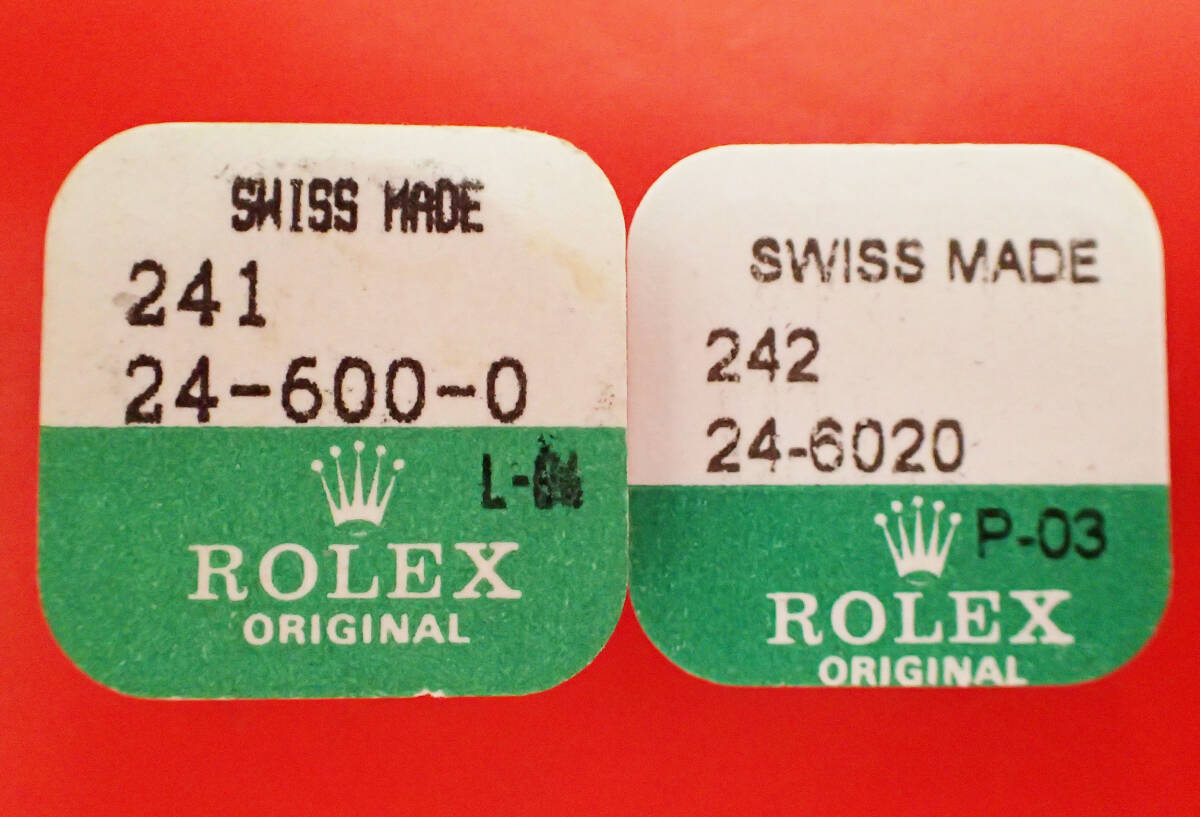 SWISS MADE
241
24-600-0
ROLEX
ORIGINAL
SWISS MADE
242
24-6020
P-03
ROLEX
ORIGINAL